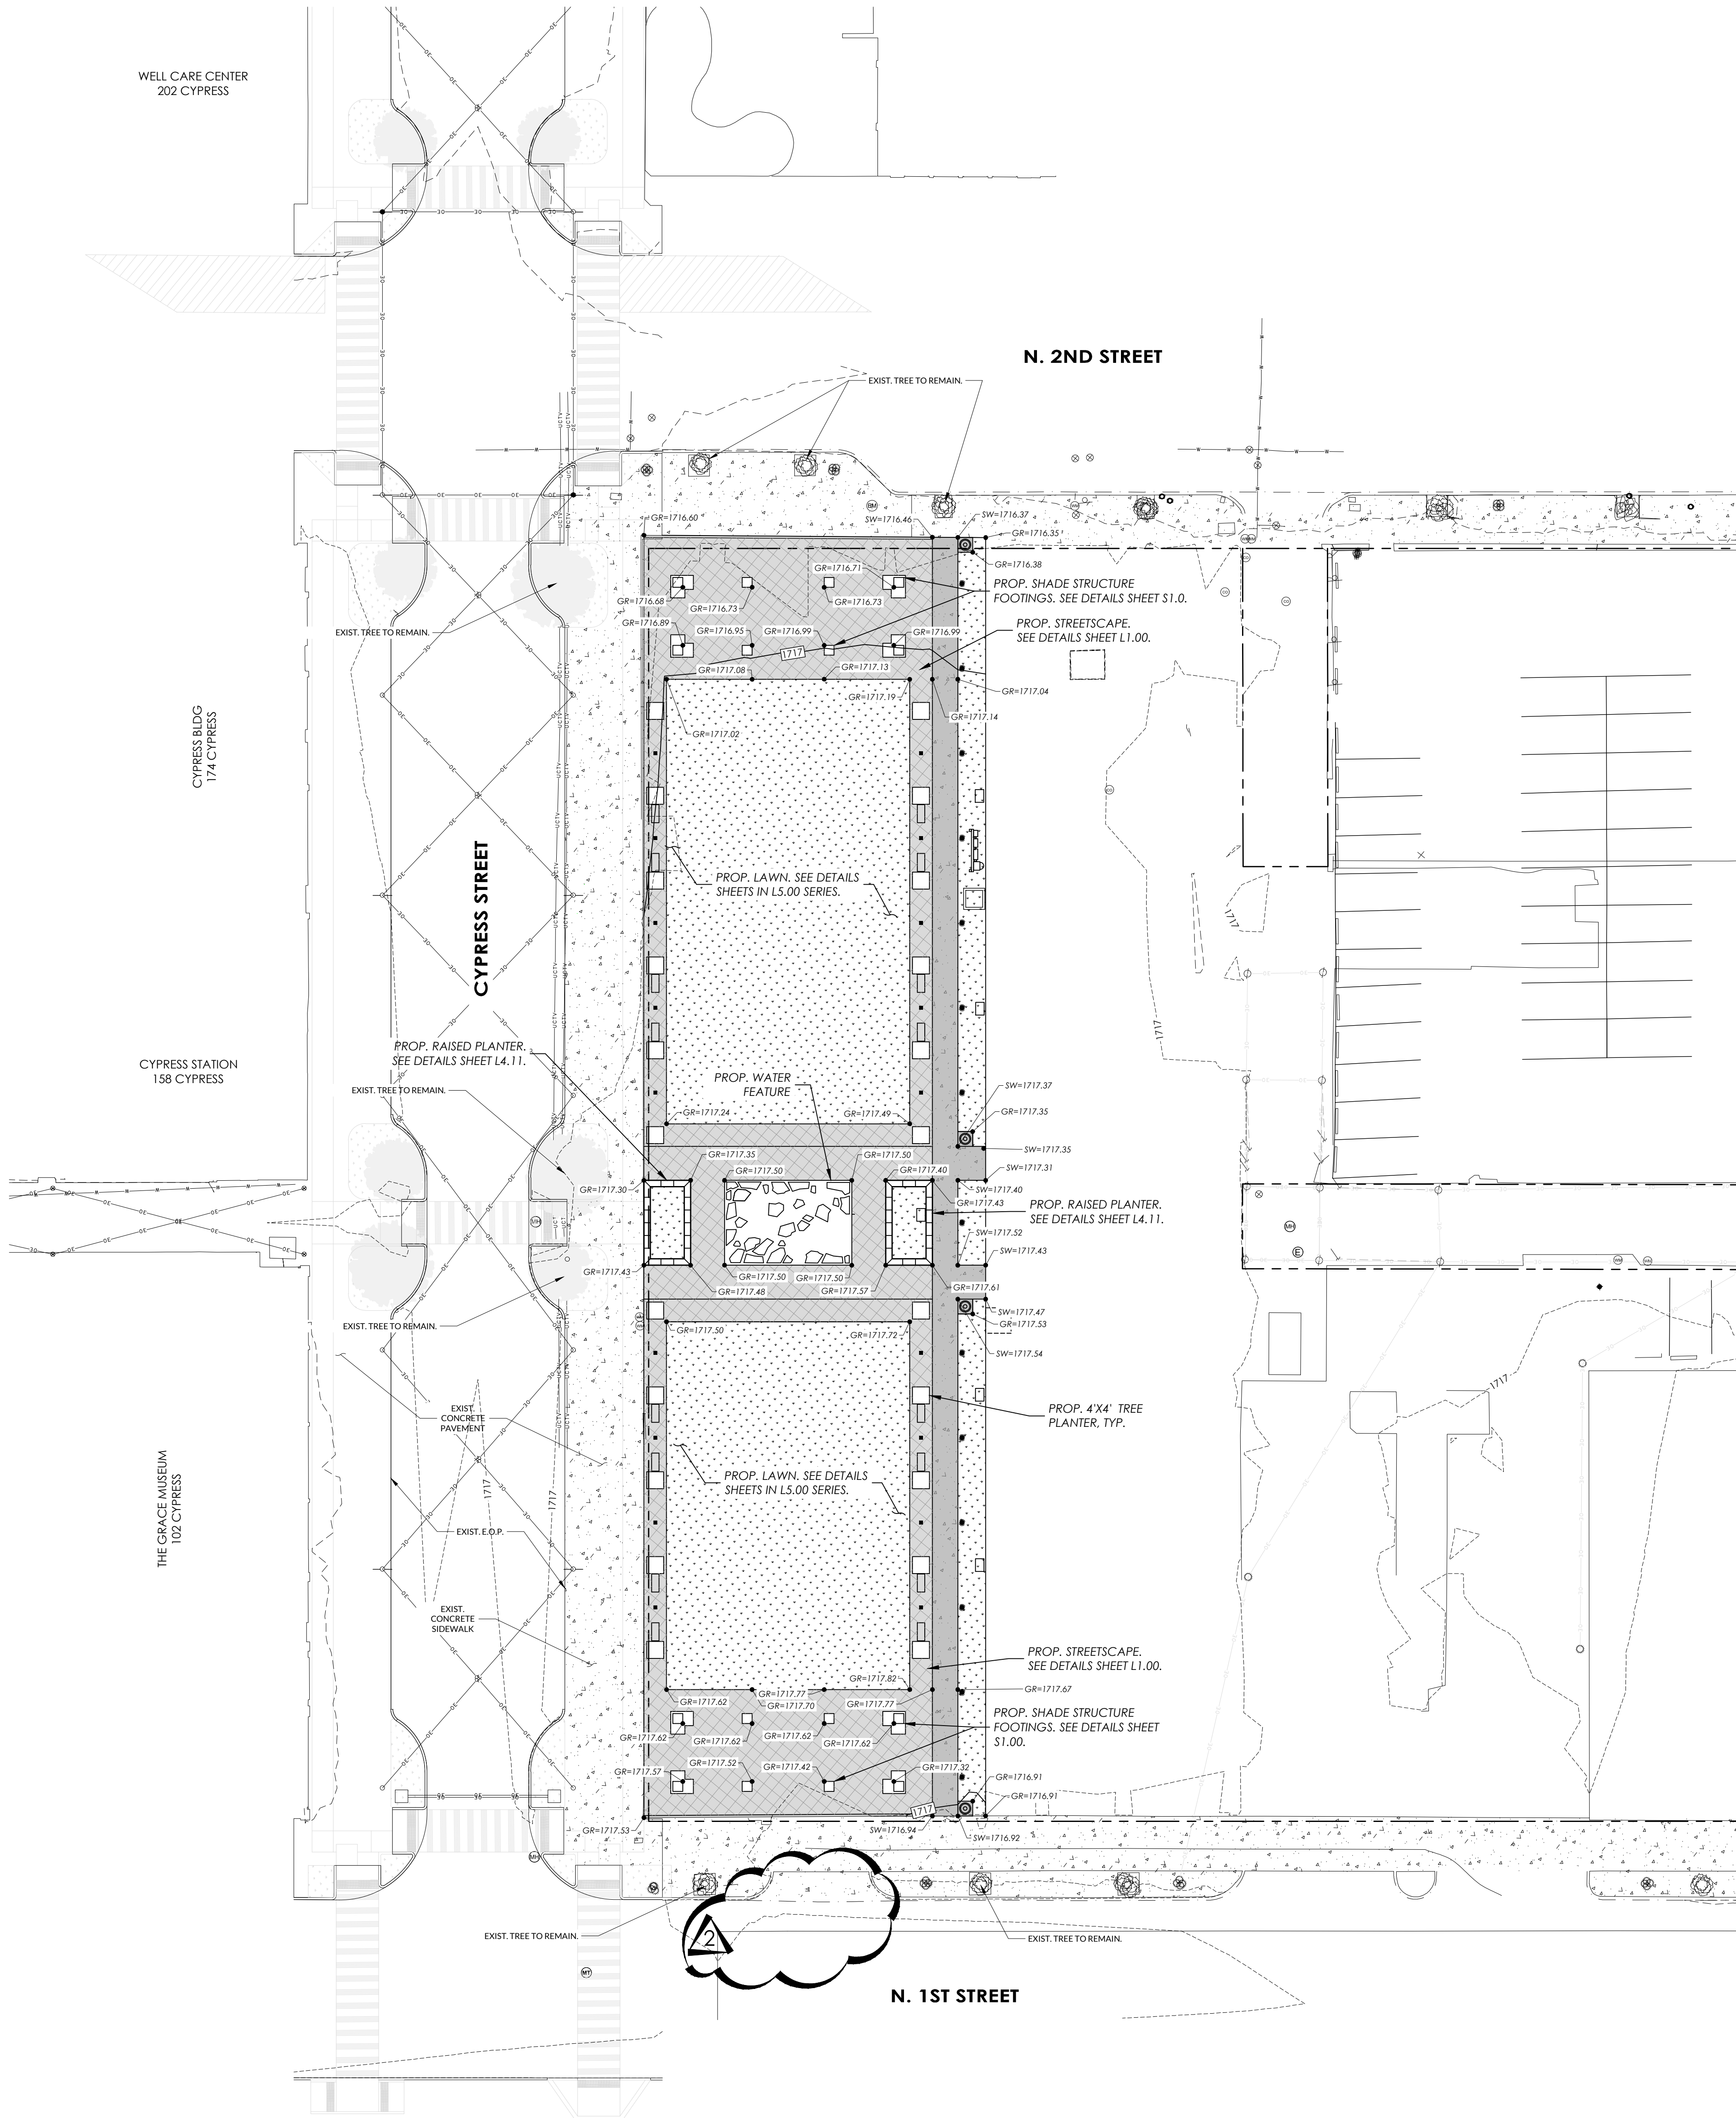 WELL CARE CENTER
202 CYPRESS
N. 2ND STREET
EXIST. TREE TO REMAIN.
GR=1716.60
SW=1716.46
SW=1716.37
GR=1716.35
GR=1716.38
GR=1716.71
GR=1716.68
GR=1716.73
GR=1716.73
PROP. SHADE STRUCTURE
FOOTINGS. SEE DETAILS SHEET S1.0.
GR=1716.89
GR=1716.95
GR=1716.99
GR=1716.99
PROP. STREETSCAPE.
SEE DETAILS SHEET L1.00.
EXIST. TREE TO REMAIN.
1717
GR=1717.08
GR=1717.13
GR=1717.19
GR=1717.04
GR=1717.14
GR=1717.02
CYPRESS BLDG
174 CYPRESS
CYPRESS STREET
PROP. LAWN. SEE DETAILS
SHEETS IN L5.00 SERIES.
1717
1717
PROP. RAISED PLANTER.
SEE DETAILS SHEET L4.11.
CYPRESS STATION
158 CYPRESS
EXIST. TREE TO REMAIN.
PROP. WATER
FEATURE
SW=1717.37
GR=1717.35
GR=1717.24
GR=1717.49
SW=1717.35
GR=1717.35
GR=1717.50
GR=1717.50
GR=1717.40
SW=1717.31
GR=1717.30
SW=1717.40
GR=1717.43
PROP. RAISED PLANTER.
SEE DETAILS SHEET L4.11.
SW=1717.52
SW=1717.43
GR=1717.43
GR=1717.48
GR=1717.50
GR=1717.50
GR=1717.57
GR=1717.61
SW=1717.47
GR=1717.53
SW=1717.54
EXIST. TREE TO REMAIN.
GR=1717.50
GR=1717.72
PROP. 4'X4' TREE
PLANTER, TYP.
EXIST.
CONCRETE
PAVEMENT
1717
1717
1717
THE GRACE MUSEUM
102 CYPRESS
PROP. LAWN. SEE DETAILS
SHEETS IN L5.00 SERIES.
EXIST. E.O.P.
EXIST.
CONCRETE
SIDEWALK
PROP. STREETSCAPE.
SEE DETAILS SHEET L1.00.
GR=1717.82
GR=1717.67
GR=1717.62
GR=1717.77
GR=1717.70
GR=1717.77
PROP. SHADE STRUCTURE
FOOTINGS. SEE DETAILS SHEET
S1.00.
GR=1717.62
GR=1717.62
GR=1717.62
GR=1717.62
GR=1717.57
GR=1717.52
GR=1717.42
GR=1717.32
GR=1716.91
GR=1716.91
1717
GR=1717.53
SW=1716.94
SW=1716.92
EXIST. TREE TO REMAIN.
2
EXIST. TREE TO REMAIN.
MT
N. 1ST STREET